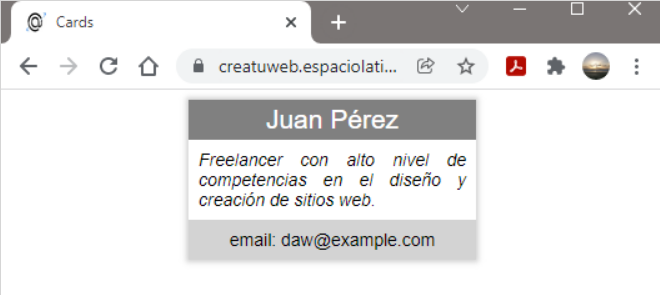 Cards
creatuweb.espaciolati...
Juan Pérez
Freelancer con alto nivel de
competencias en el diseño y
creación de sitios web.
email: daw@example.com